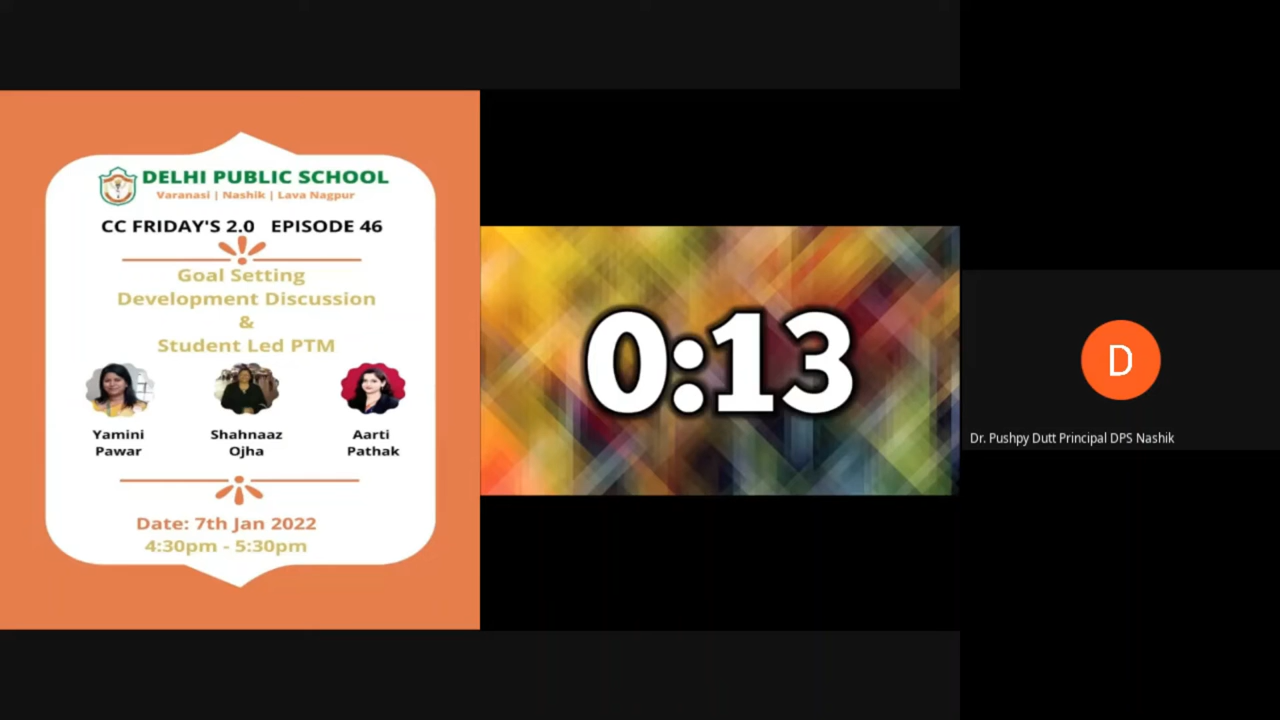 DELHI PUBLIC SCHOOL
Varanasi | Nashik | Lava Nagpur
CC FRIDAY'S 2.0 EPISODE 46
Goal Setting
Development Discussion
&
Student Led PTM
Yamini
Pawar
Shahnaaz
Ojha
Aarti
Pathak
Date: 7th Jan 2022
4:30pm - 5:30pm
0:13
D
Dr. Pushpy Dutt Principal DPS Nashik